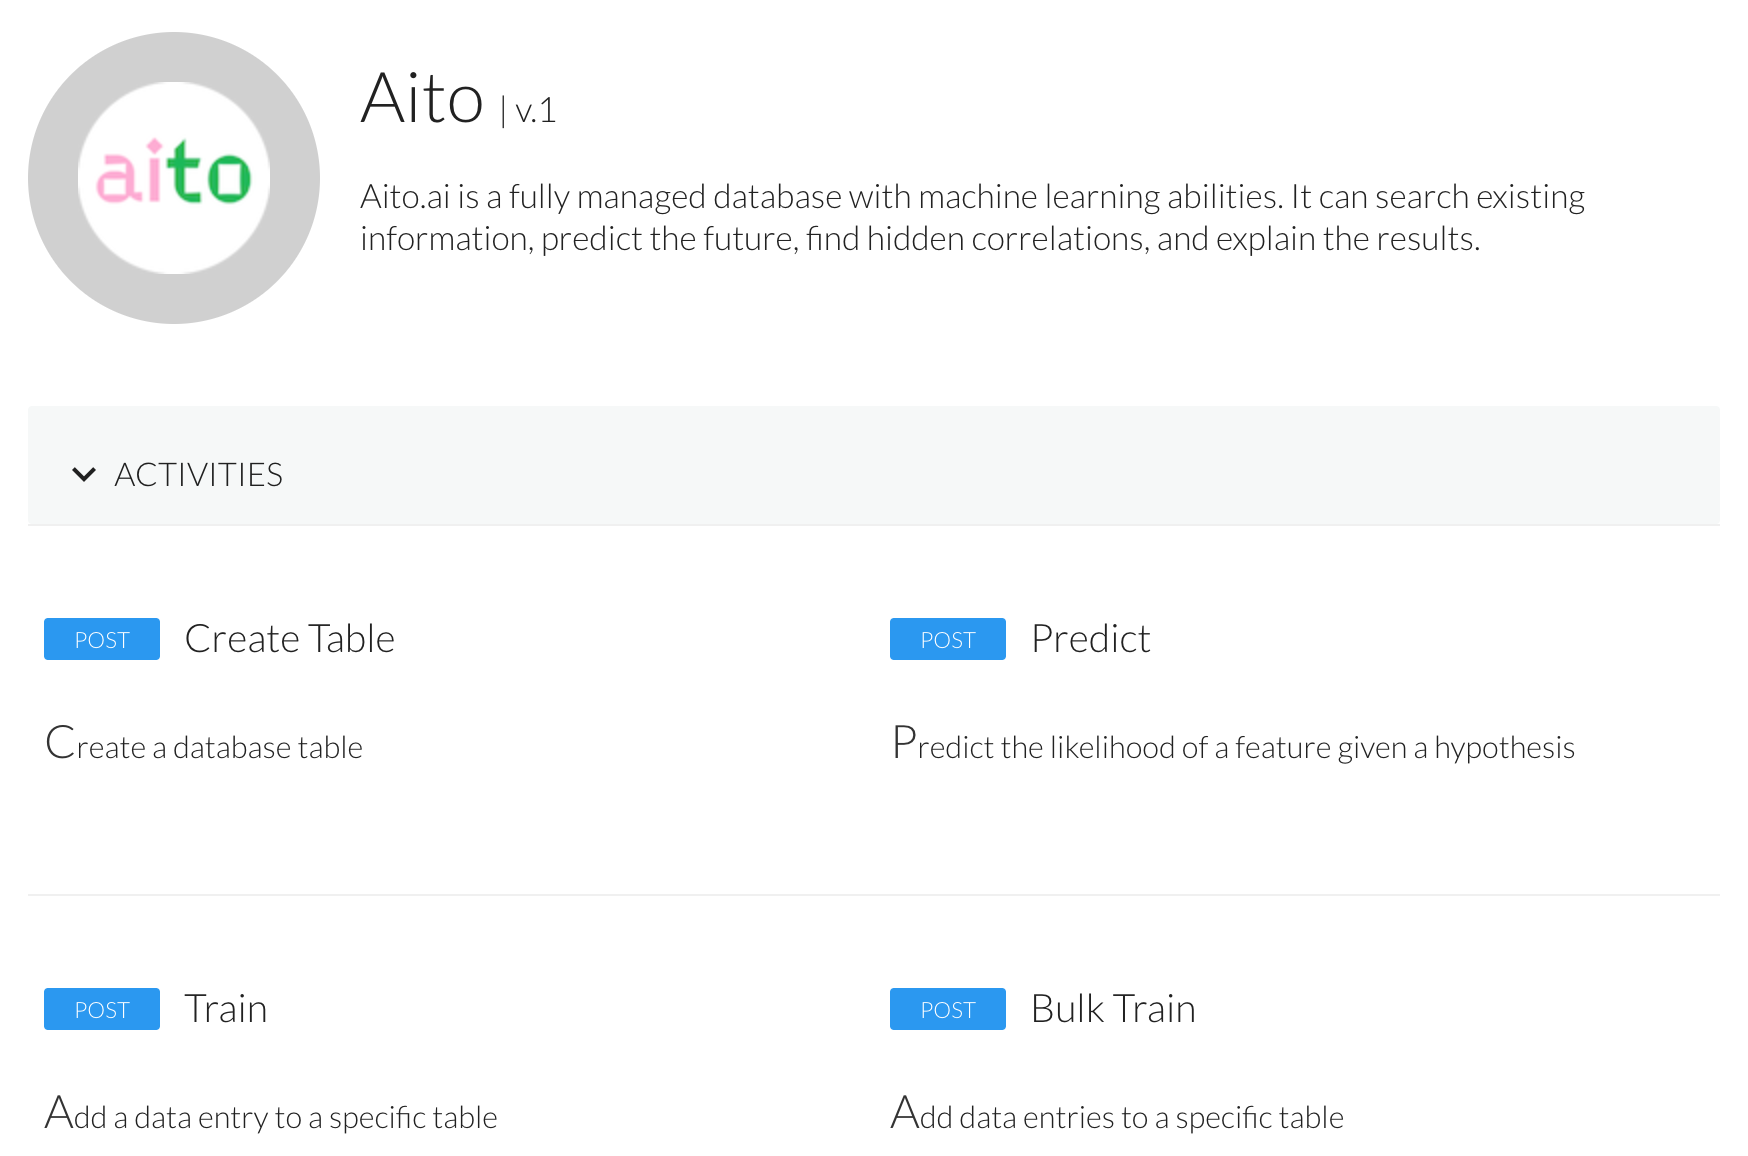 aito
Aito | v.1
Aito.ai is a fully managed database with machine learning abilities. It can search existing
information, predict the future, find hidden correlations, and explain the results.
ACTIVITIES
POST Create Table
Create a database table
POST Predict
Predict the likelihood of a feature given a hypothesis
POST Train
Add a data entry to a specific table
POST Bulk Train
Add data entries to a specific table